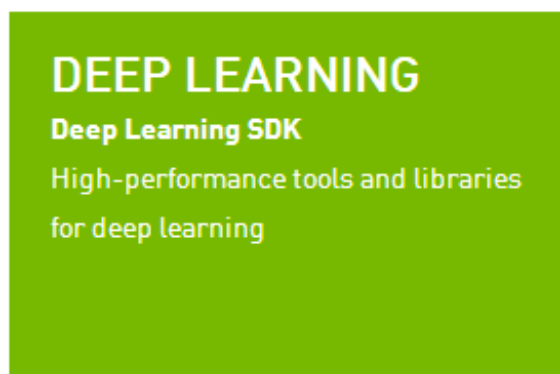 DEEP LEARNING
Deep Learning SDK
High-performance tools and libraries
for deep learning